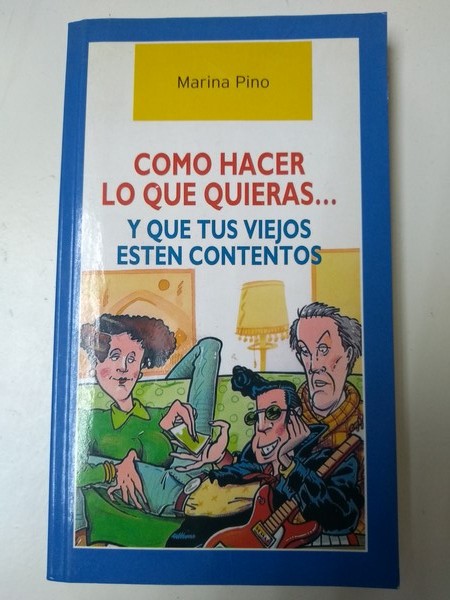 Marina Pino
COMO HACER
LO QUE QUIERAS...
Y QUE TUS VIEJOS
ESTEN CONTENTOS